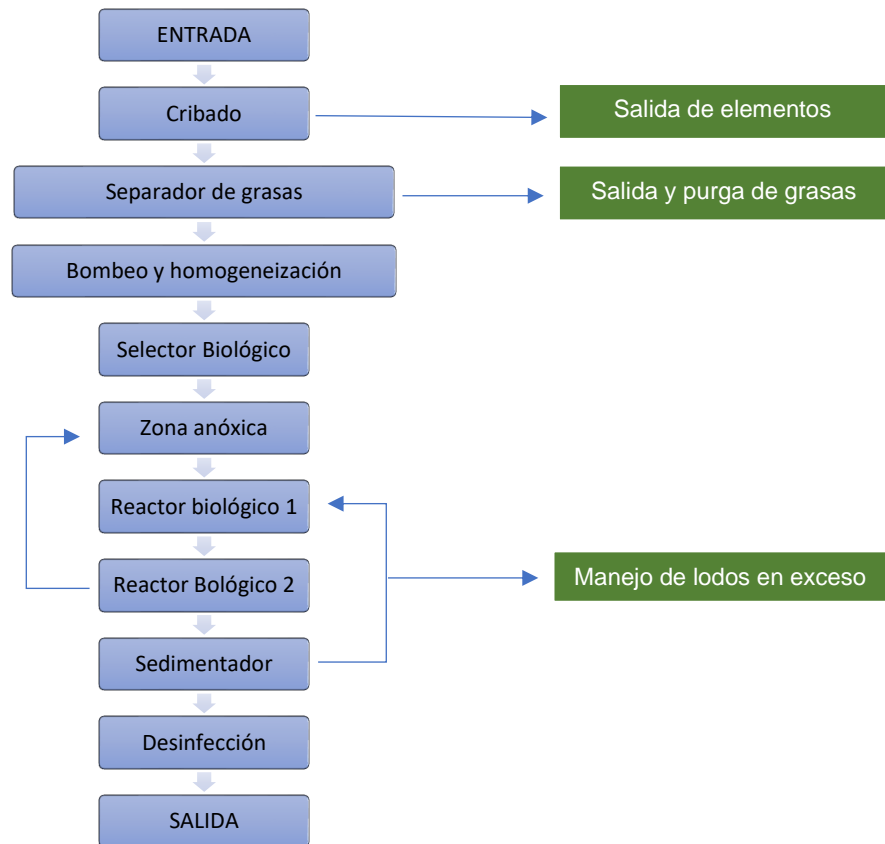 ENTRADA
Cribado
Salida de elementos
Separador de grasas
Salida y purga de grasas
Bombeo y homogeneización
Selector Biológico
Zona anóxica
Reactor biológico 1
Reactor Bológico 2
Manejo de lodos en exceso
Sedimentador
Desinfección
SALIDA